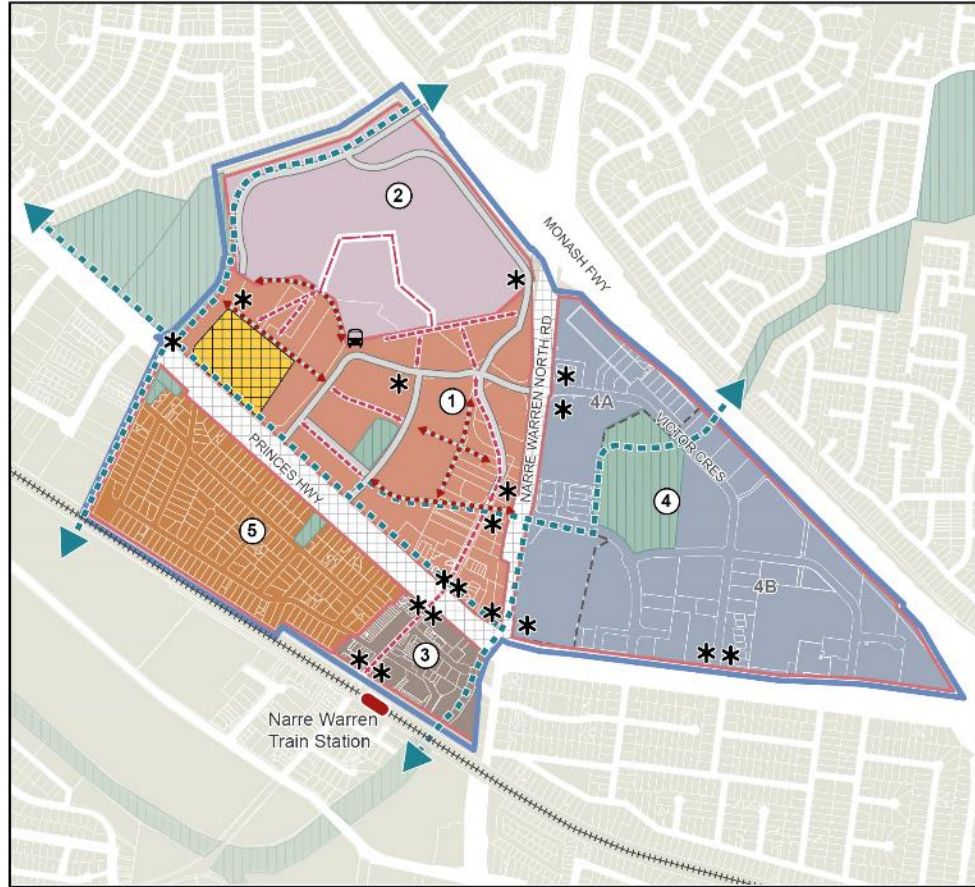 2
MONASH FWY
NARRE WARREN NORTH RD
1
4A
VICTOR CRES
PRINCES HWY
4
5
4B
3
Narre Warren
Train Station